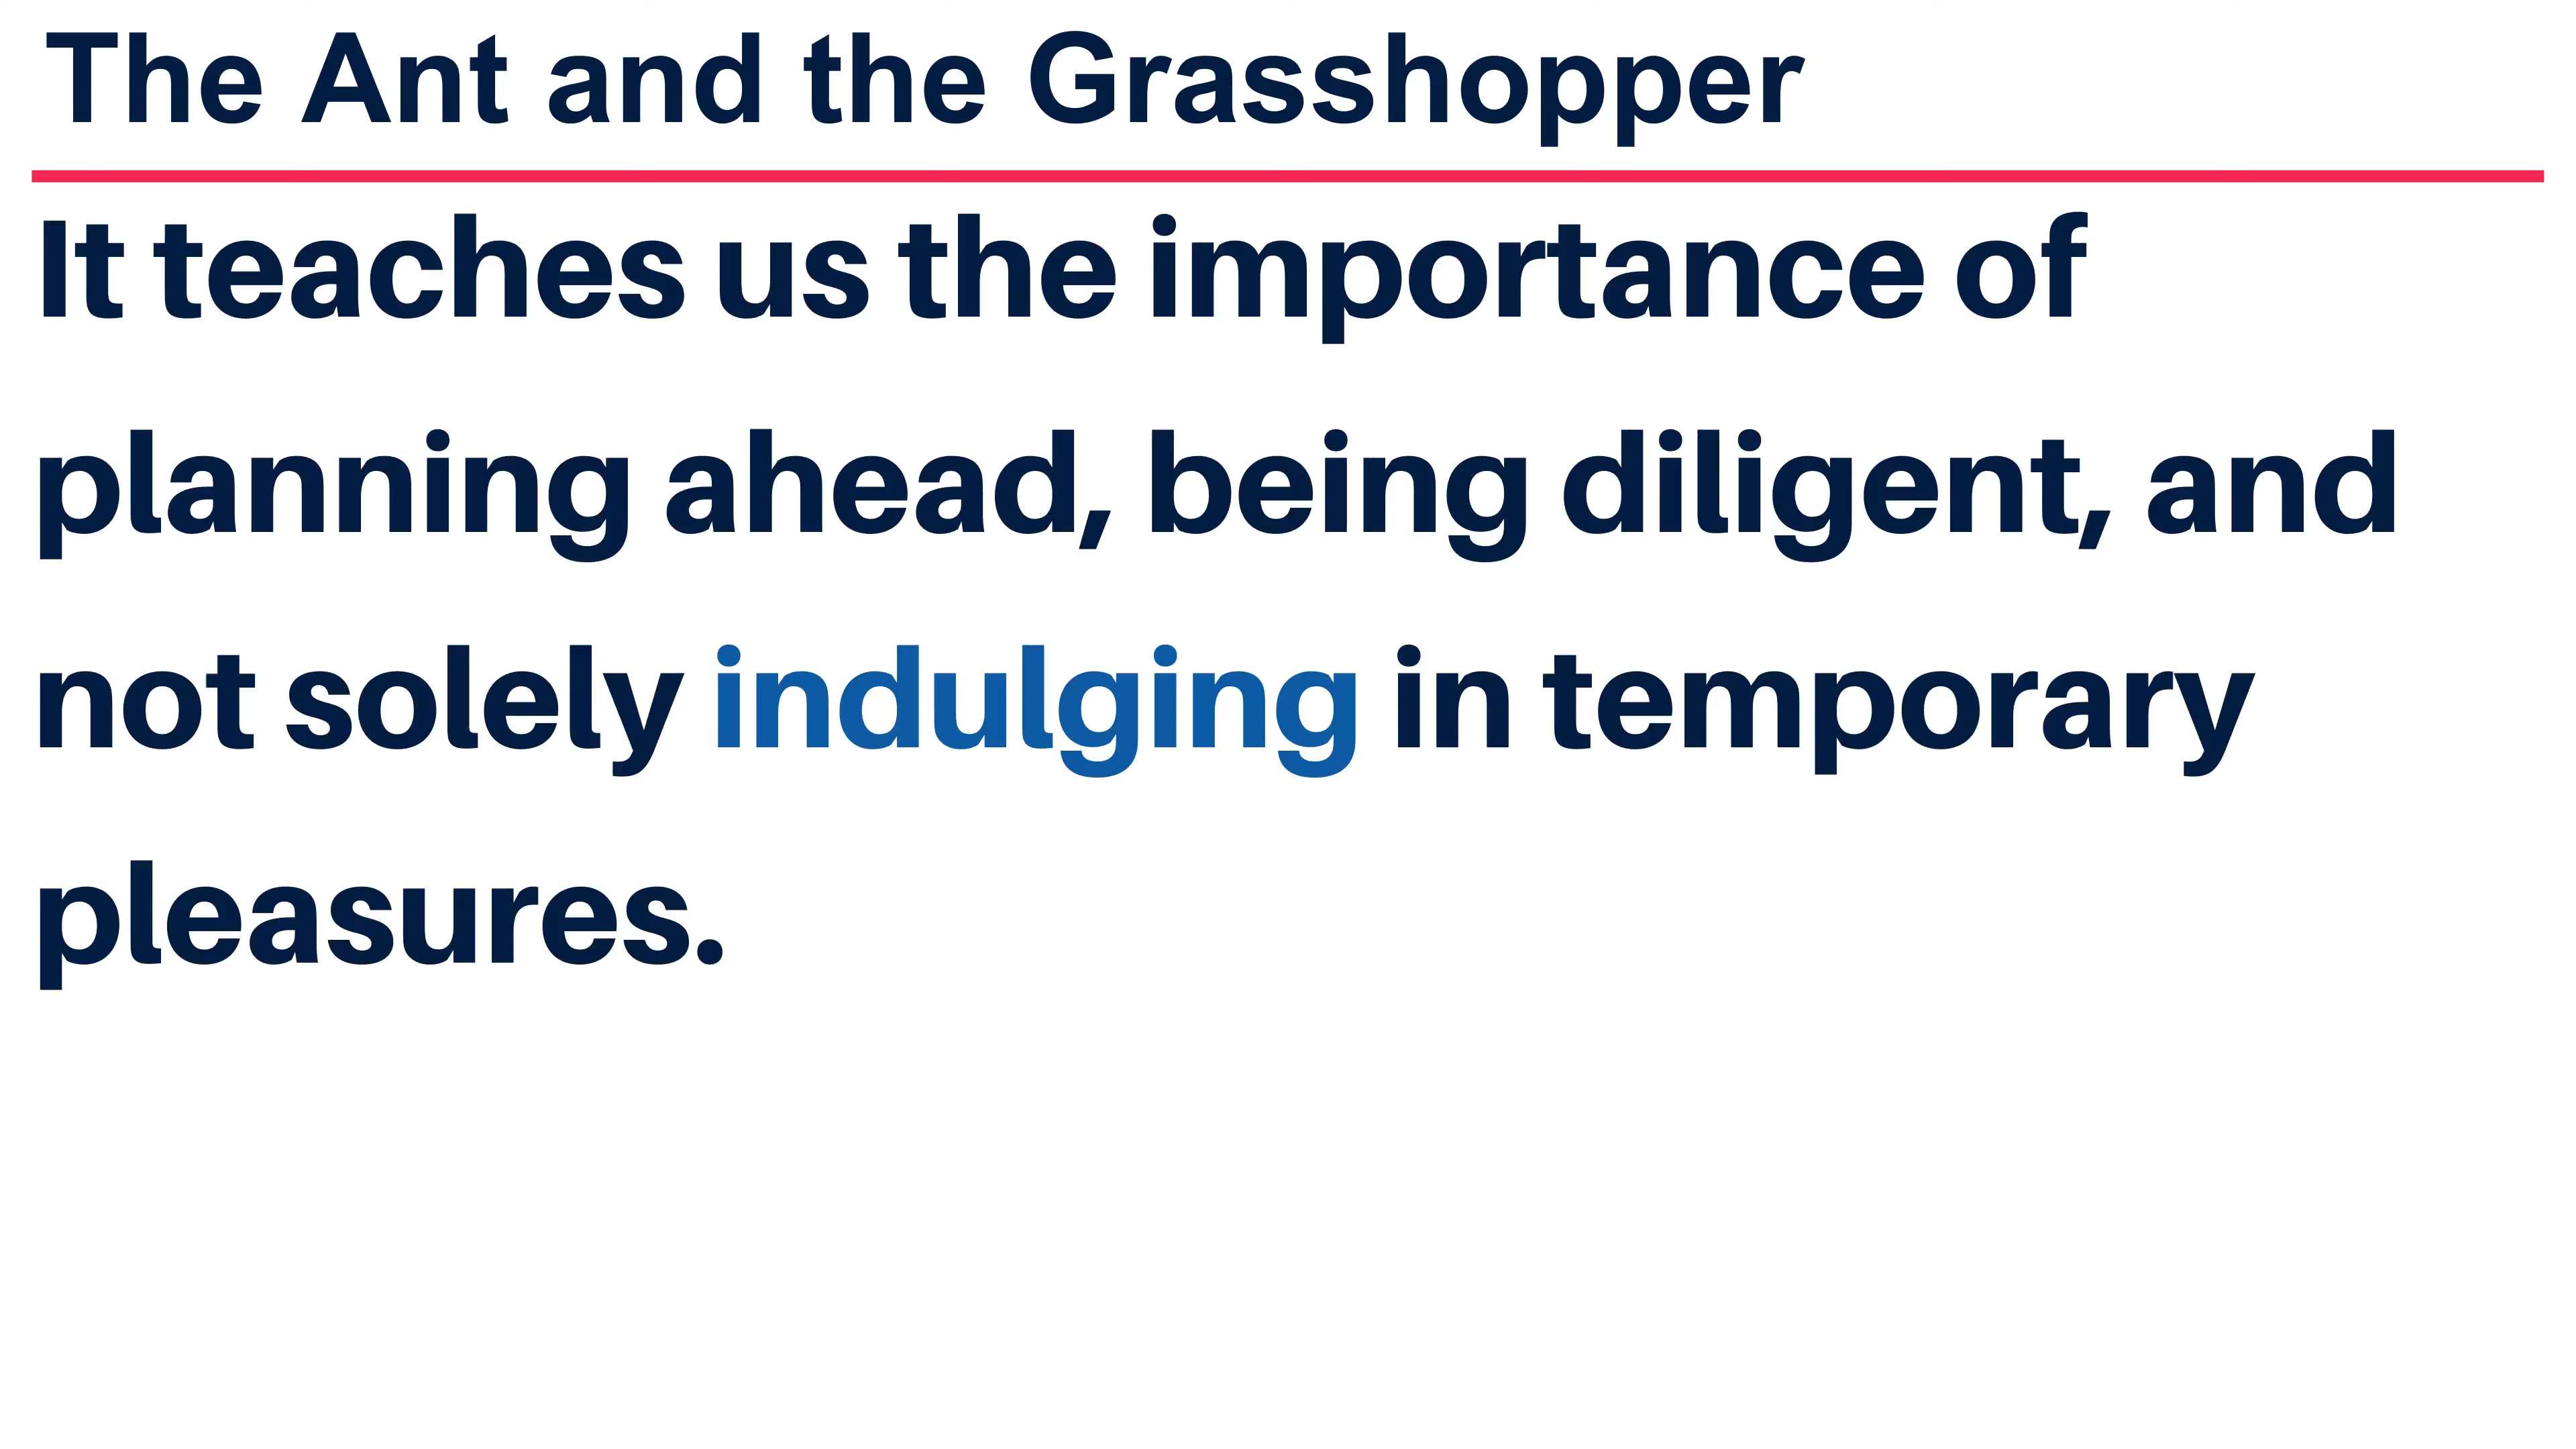 The Ant and the Grasshopper
It teaches us the importance of
planning ahead, being diligent, and
not solely indulging in temporary
pleasures.